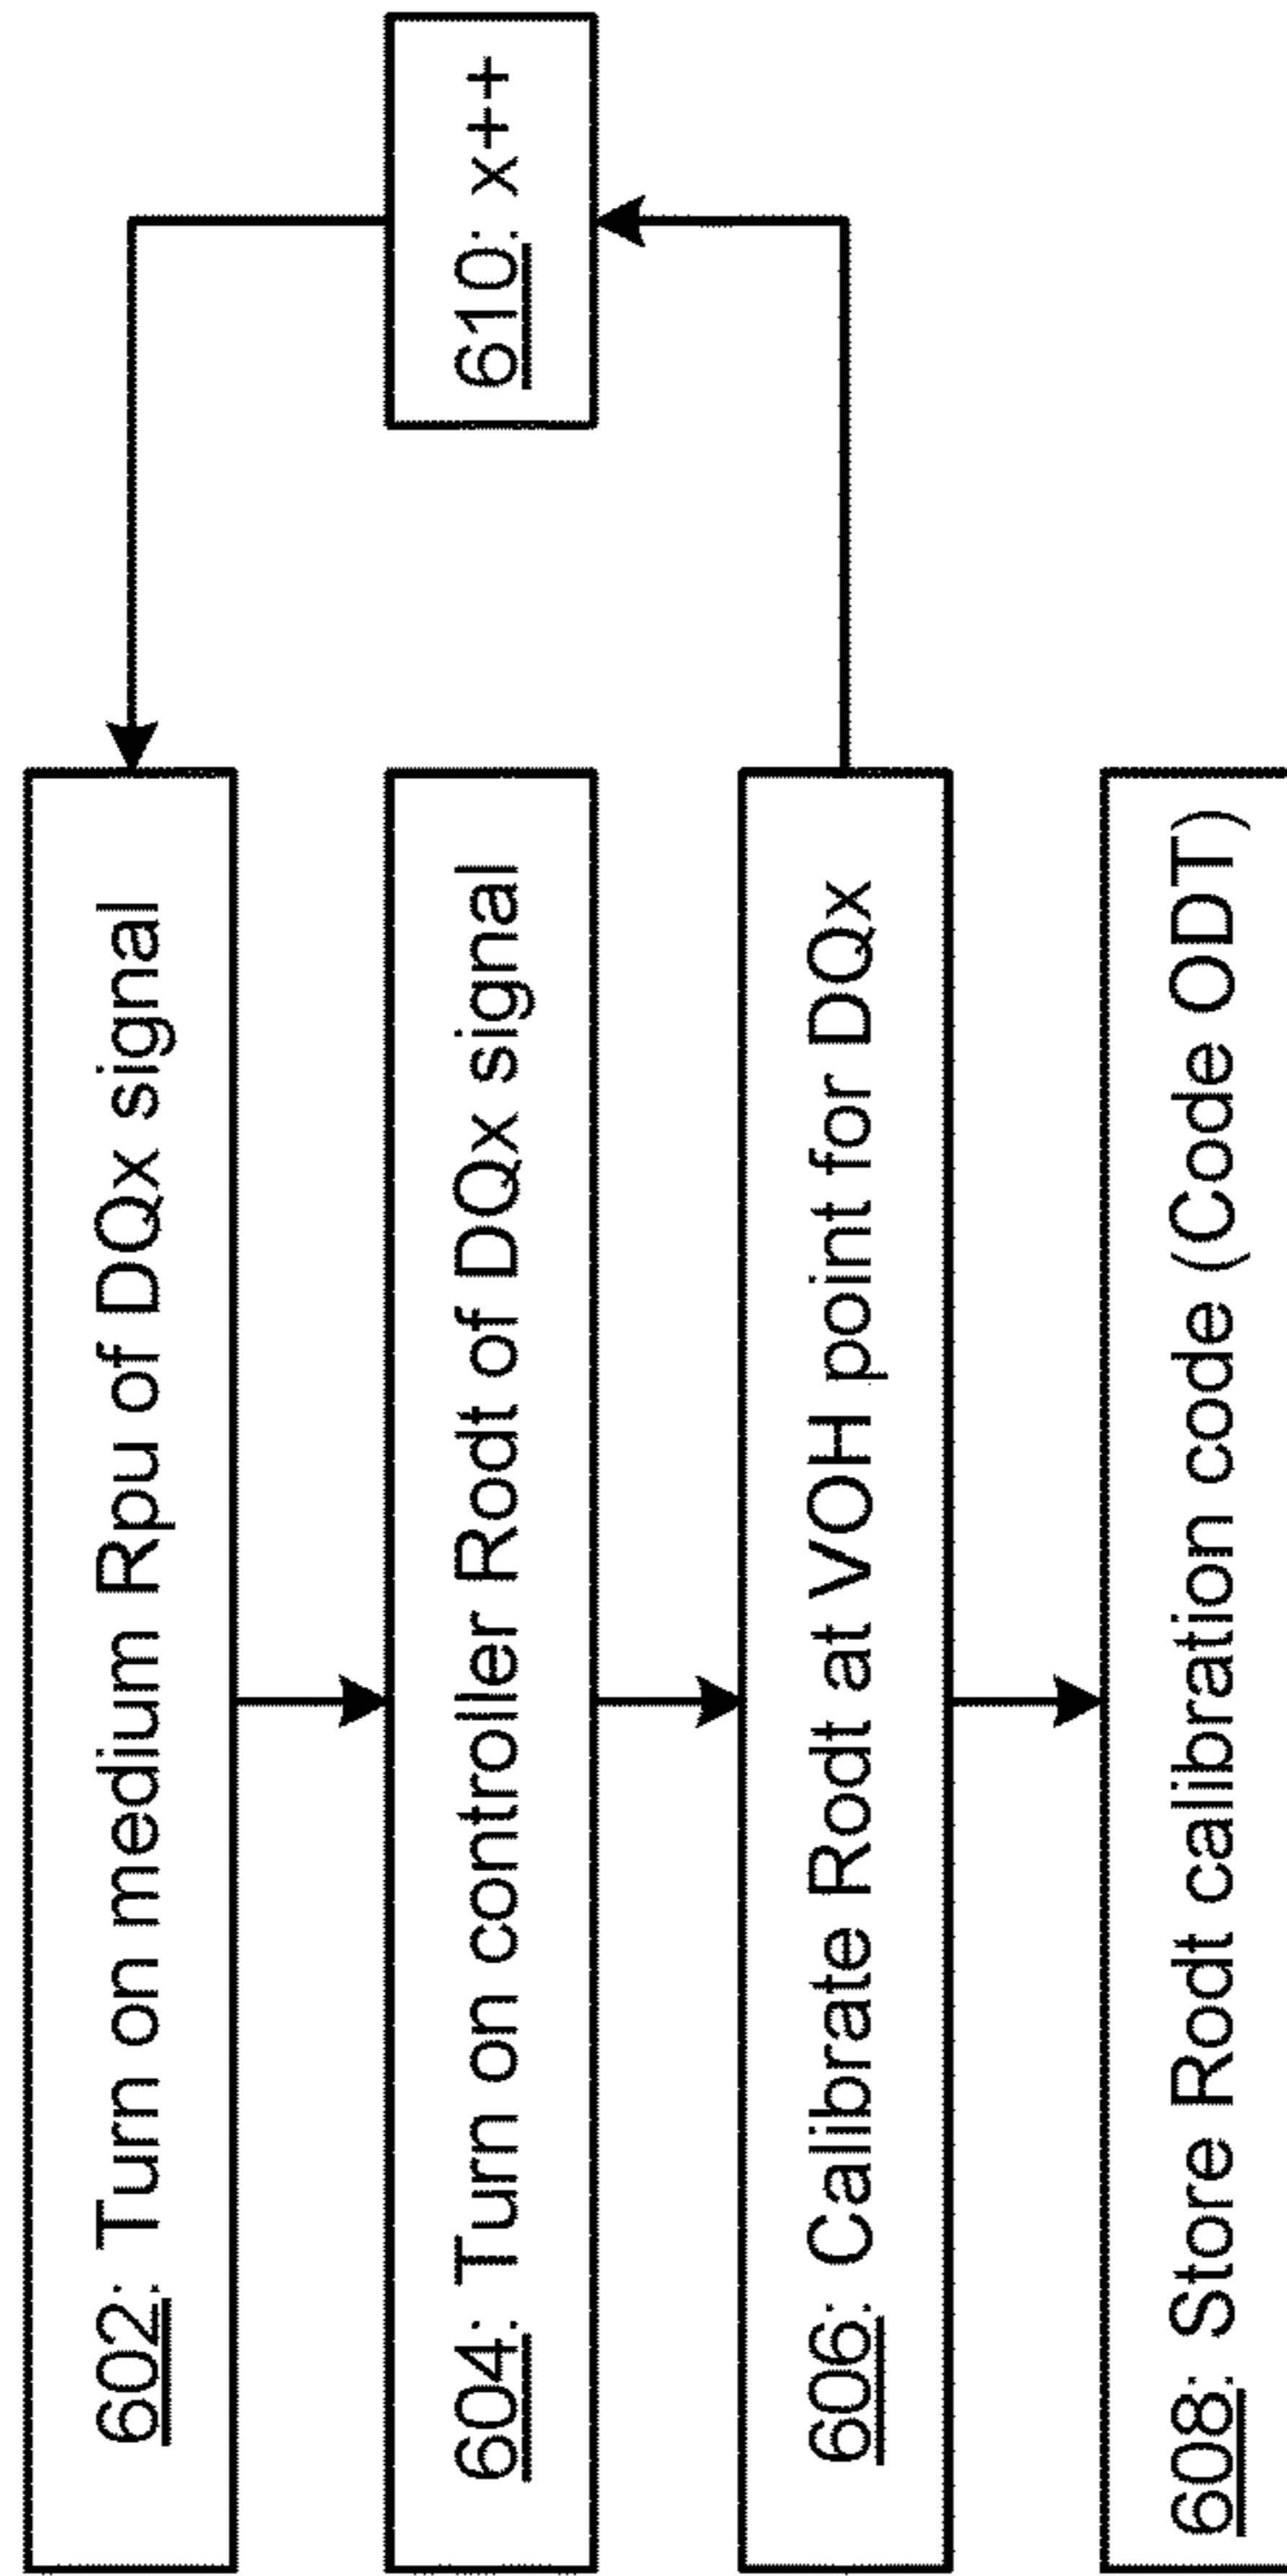 602: Turn on medium Rpu of DQx signal
604: Turn on controller Rodt of DQx signal
610: x++
606: Calibrate Rodt at VOH point for DQx
608: Store Rodt calibration code (Code ODT)